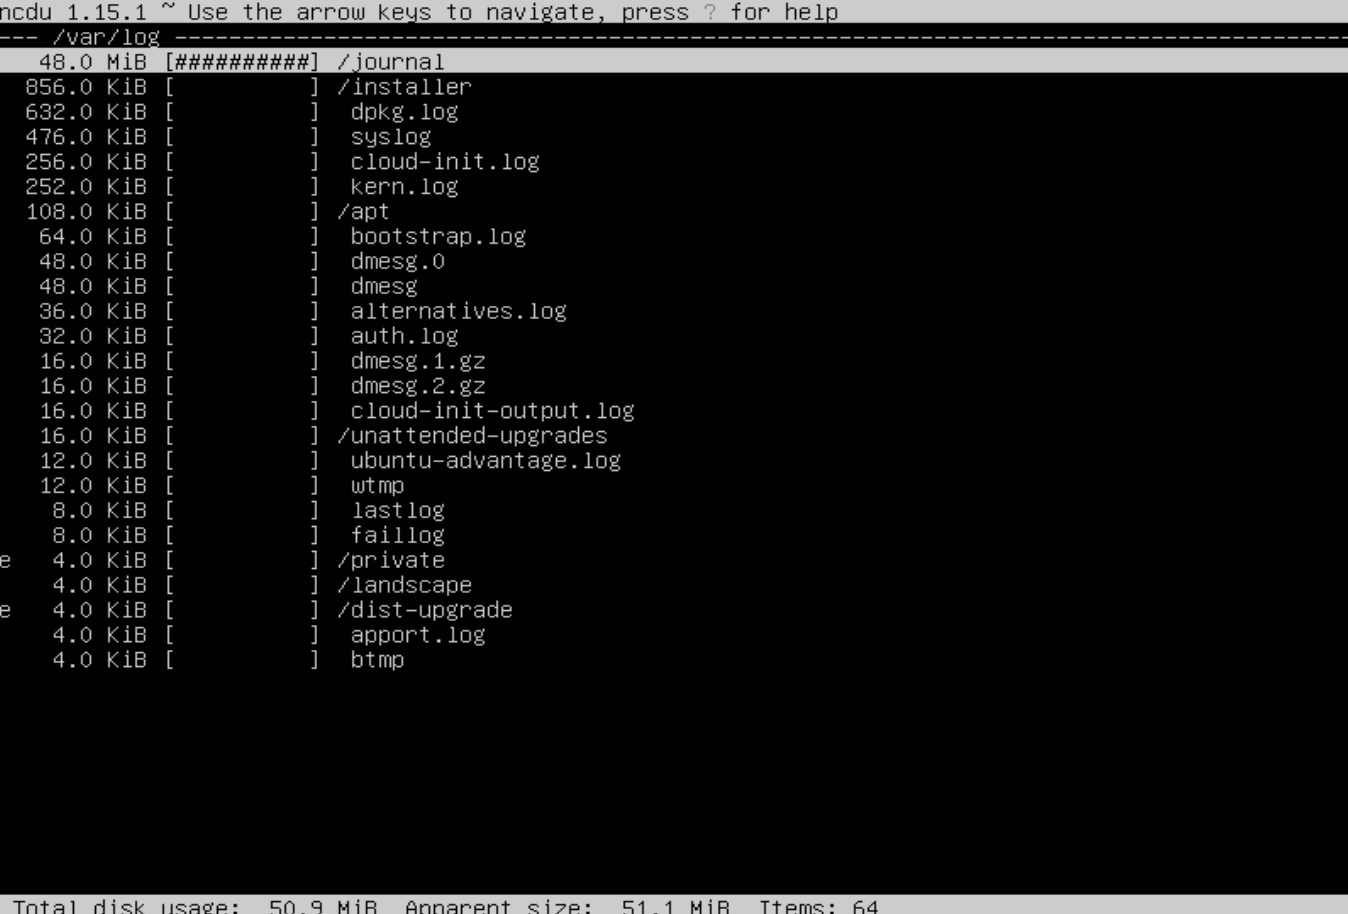 ncdu 1.15.1 ~ Use the arrow keys to navigate, press ? for help
--- /var/log ---------------------------------------------------------------------------------------
   48.0 MiB [##########] /journal
  856.0 KiB [          ] /installer
  632.0 KiB [          ]  dpkg.log
  476.0 KiB [          ]  syslog
  256.0 KiB [          ]  cloud-init.log
  252.0 KiB [          ]  kern.log
  108.0 KiB [          ] /apt
   64.0 KiB [          ]  bootstrap.log
   48.0 KiB [          ]  dmesg.0
   48.0 KiB [          ]  dmesg
   36.0 KiB [          ]  alternatives.log
   32.0 KiB [          ]  auth.log
   16.0 KiB [          ]  dmesg.1.gz
   16.0 KiB [          ]  dmesg.2.gz
   16.0 KiB [          ]  cloud-init-output.log
   16.0 KiB [          ] /unattended-upgrades
   12.0 KiB [          ]  ubuntu-advantage.log
   12.0 KiB [          ]  wtmp
    8.0 KiB [          ]  lastlog
    8.0 KiB [          ]  faillog
e   4.0 KiB [          ] /private
    4.0 KiB [          ] /landscape
e   4.0 KiB [          ] /dist-upgrade
    4.0 KiB [          ]  apport.log
    4.0 KiB [          ]  btmp
 Total disk usage:  50.9 MiB  Apparent size:  51.1 MiB  Items: 64